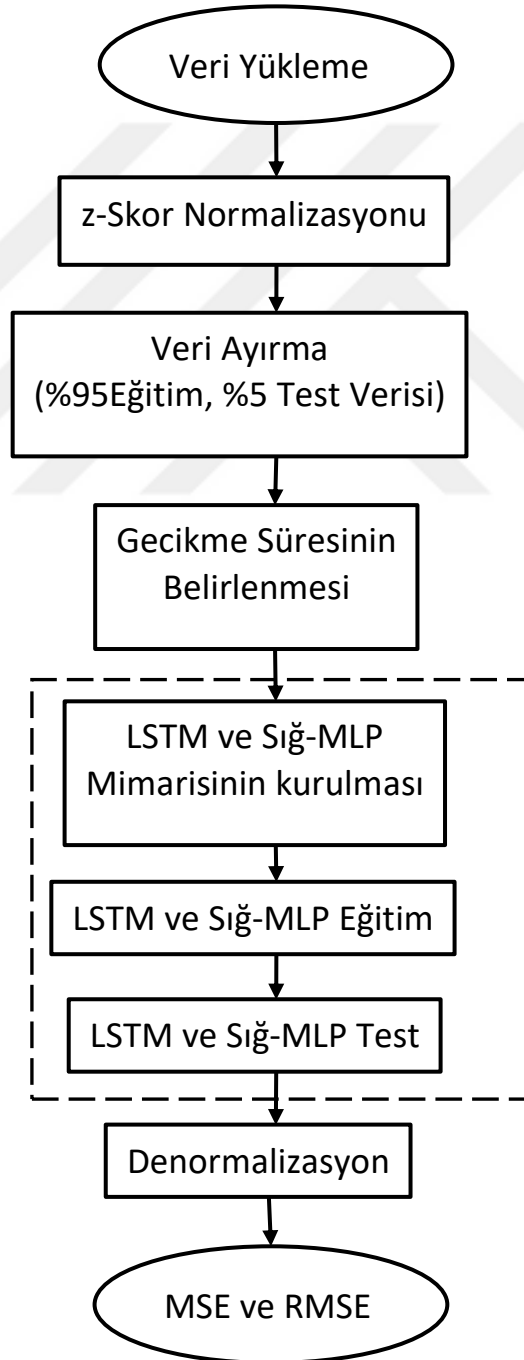 Veri Yükleme
z-Skor Normalizasyonu
Veri Ayırma
(%95Eğitim, %5 Test Verisi)
Gecikme Süresinin
Belirlenmesi
LSTM ve Sığ-MLP
Mimarisinin kurulması
LSTM ve Sığ-MLP Eğitim
LSTM ve Sığ-MLP Test
Denormalizasyon
MSE ve RMSE